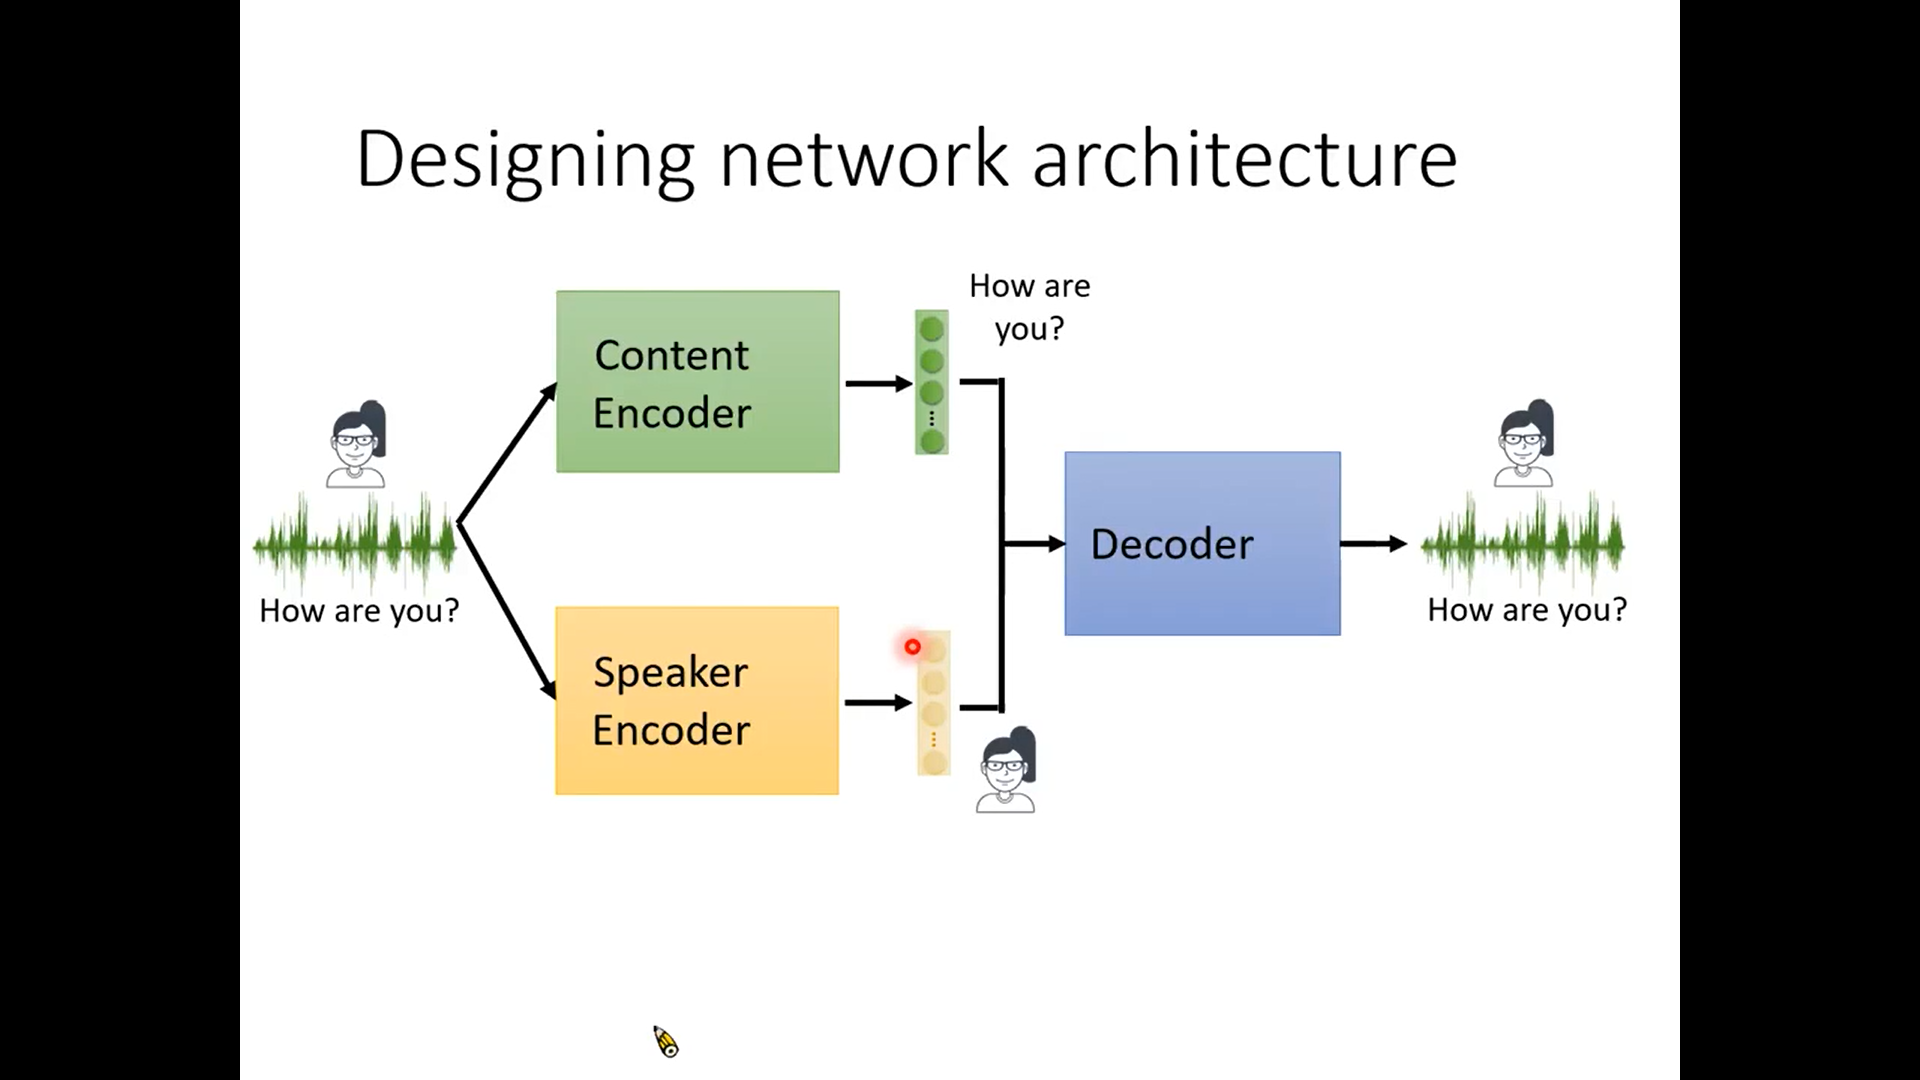 Designing network architecture
How are
you?
Content
Encoder
How are you?
Decoder
How are you?
Speaker
Encoder